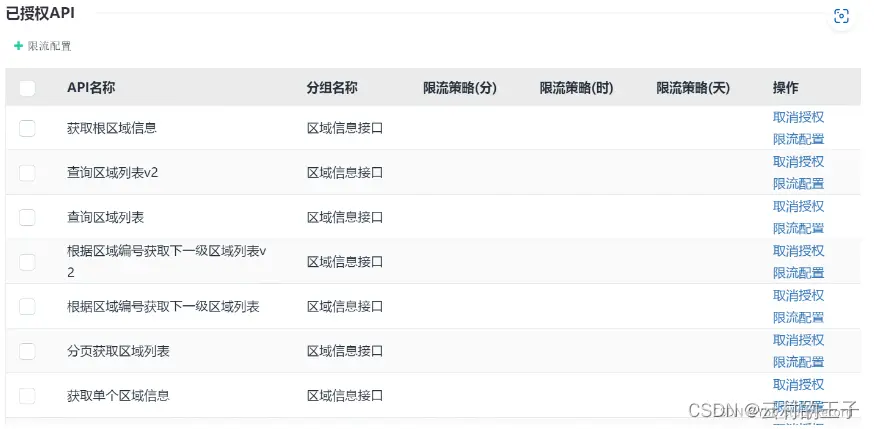 已授权API
限流配置
API名称 分组名称 限流策略(分) 限流策略(时) 限流策略(天) 操作
获取根区域信息 区域信息接口 取消授权
限流配置
查询区域列表v2 区域信息接口 取消授权
限流配置
查询区域列表 区域信息接口 取消授权
限流配置
根据区域编号获取下一级区域列表v
2 区域信息接口 取消授权
限流配置
根据区域编号获取下一级区域列表 区域信息接口 取消授权
限流配置
分页获取区域列表 区域信息接口 取消授权
限流配置
获取单个区域信息 区域信息接口 取消授权
CSDN @云村的王子